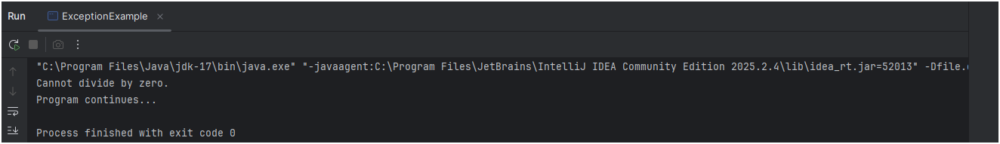 Run
ExceptionExample
"C:\Program Files\Java\jdk-17\bin\java.exe" "-javaagent:C:\Program Files\JetBrains\IntelliJ IDEA Community Edition 2025.2.4\lib\idea_rt.jar=52013" -Dfile.
Cannot divide by zero.
Program continues...
Process finished with exit code 0